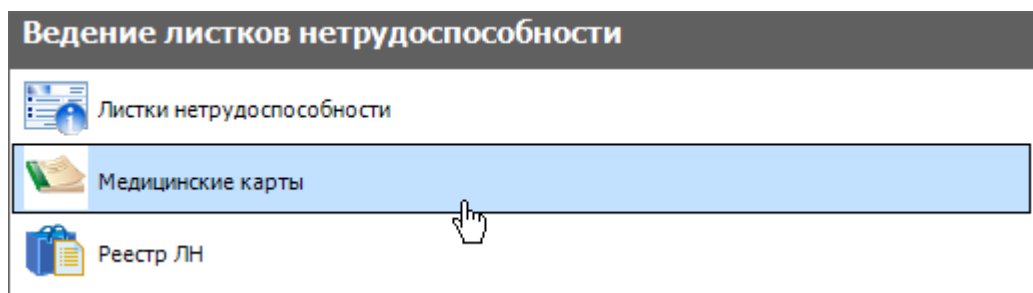 Ведение листков нетрудоспособности
Листки нетрудоспособности
Медицинские карты
Реестр ЛН